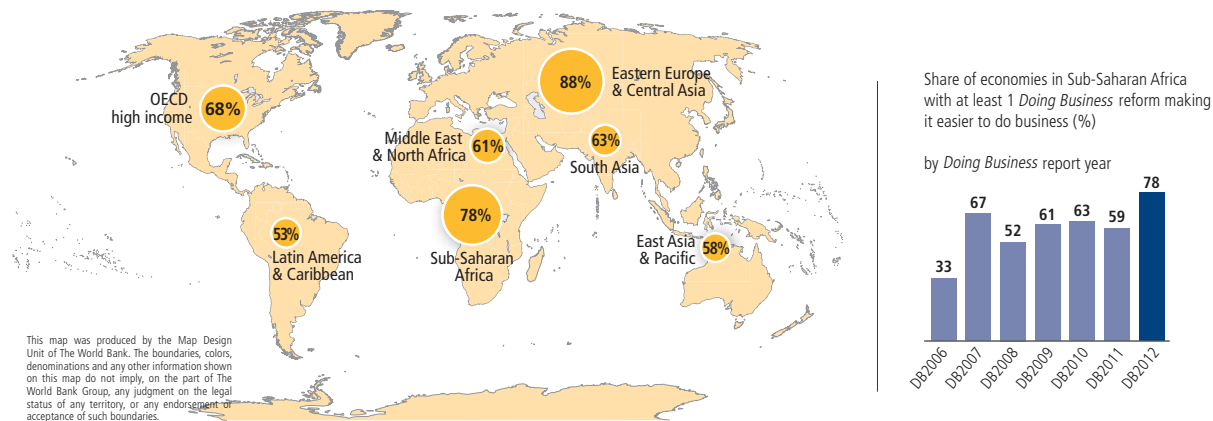 OECD
high income
68%
88%
Eastern Europe
& Central Asia
Middle East
& North Africa
61%
63%
South Asia
78%
Sub-Saharan
Africa
53%
Latin America
& Caribbean
East Asia
& Pacific
58%
This map was produced by the Map Design
Unit of The World Bank. The boundaries, colors,
denominations and any other information shown
on this map do not imply, on the part of The
World Bank Group, any judgment on the legal
status of any territory, or any endorsement or
acceptance of such boundaries.
Share of economies in Sub-Saharan Africa
with at least 1 Doing Business reform making
it easier to do business (%)
by Doing Business report year
33
67
52
61
63
59
78
DB2006
DB2007
DB2008
DB2009
DB2010
DB2011
DB2012